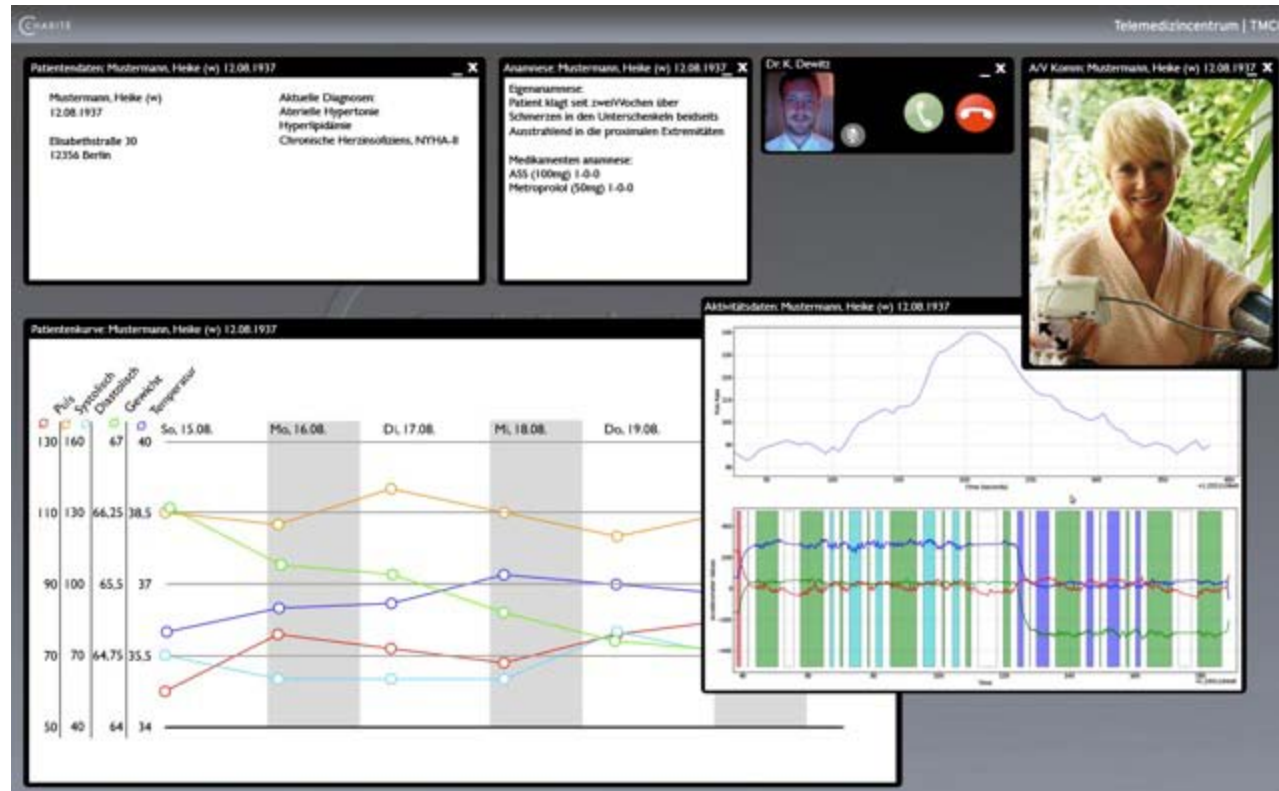 CHARITÉ
Telemedizincentrum | TMC
Patientendaten: Mustermann, Heike (w) 12.08.1937
_ X
Mustermann, Heike (w)
12.08.1937
Elisabethstraße 30
12356 Berlin
Aktuelle Diagnosen:
Aterielle Hypertonie
Hyperlipidämie
Chronische Herzinsofiziens, NYHA-II
Anamnese: Mustermann, Heike (w) 12.08.1937
_ X
Eigenanamnese:
Patient klagt seit zweiWochen über
Schmerzen in den Unterschenkeln beidseits
Ausstrahlend in die proximalen Extremitäten
Medikamenten anamnese:
ASS (100mg) 1-0-0
Metroprolol (50mg) 1-0-0
Dr. K. Dewitz
_ X
A/V Komm: Mustermann, Heike (w) 12.08.1937
_ X
Patientenkurve: Mustermann, Heike (w) 12.08.1937
Puls
Systolisch
Diastolisch
Gewicht
Temperatur
So, 15.08.
Mo, 16.08.
Di, 17.08.
Mi, 18.08.
Do, 19.08.
130 160 67 40
110 130 66,25 38,5
90 100 65,5 37
70 70 64,75 35,5
50 40 64 34
Aktivitätsdaten: Mustermann, Heike (w) 12.08.1937
Time (seconds)
Time